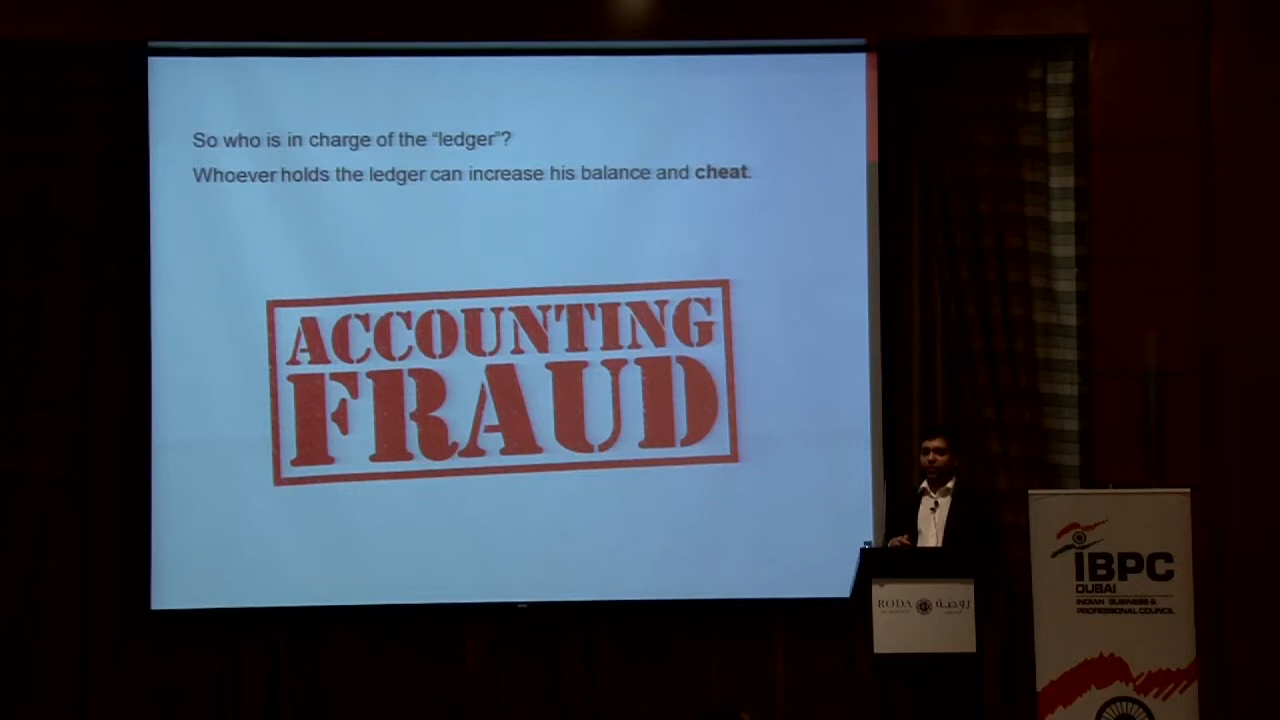 So who is in charge of the “ledger”?
Whoever holds the ledger can increase his balance and cheat.
ACCOUNTING
FRAUD
RODA
روضة
IBPC
DUBAI
INDIAN BUSINESS &
PROFESSIONAL COUNCIL